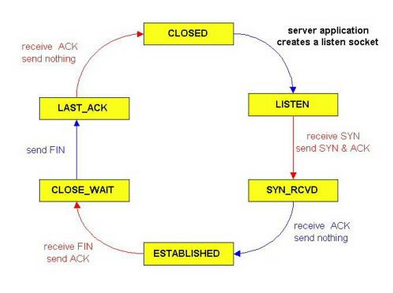 CLOSED
server application
creates a listen socket
receive ACK
send nothing
LAST_ACK
LISTEN
receive SYN
send SYN & ACK
send FIN
CLOSE_WAIT
SYN_RCVD
receive ACK
send nothing
receive FIN
send ACK
ESTABLISHED